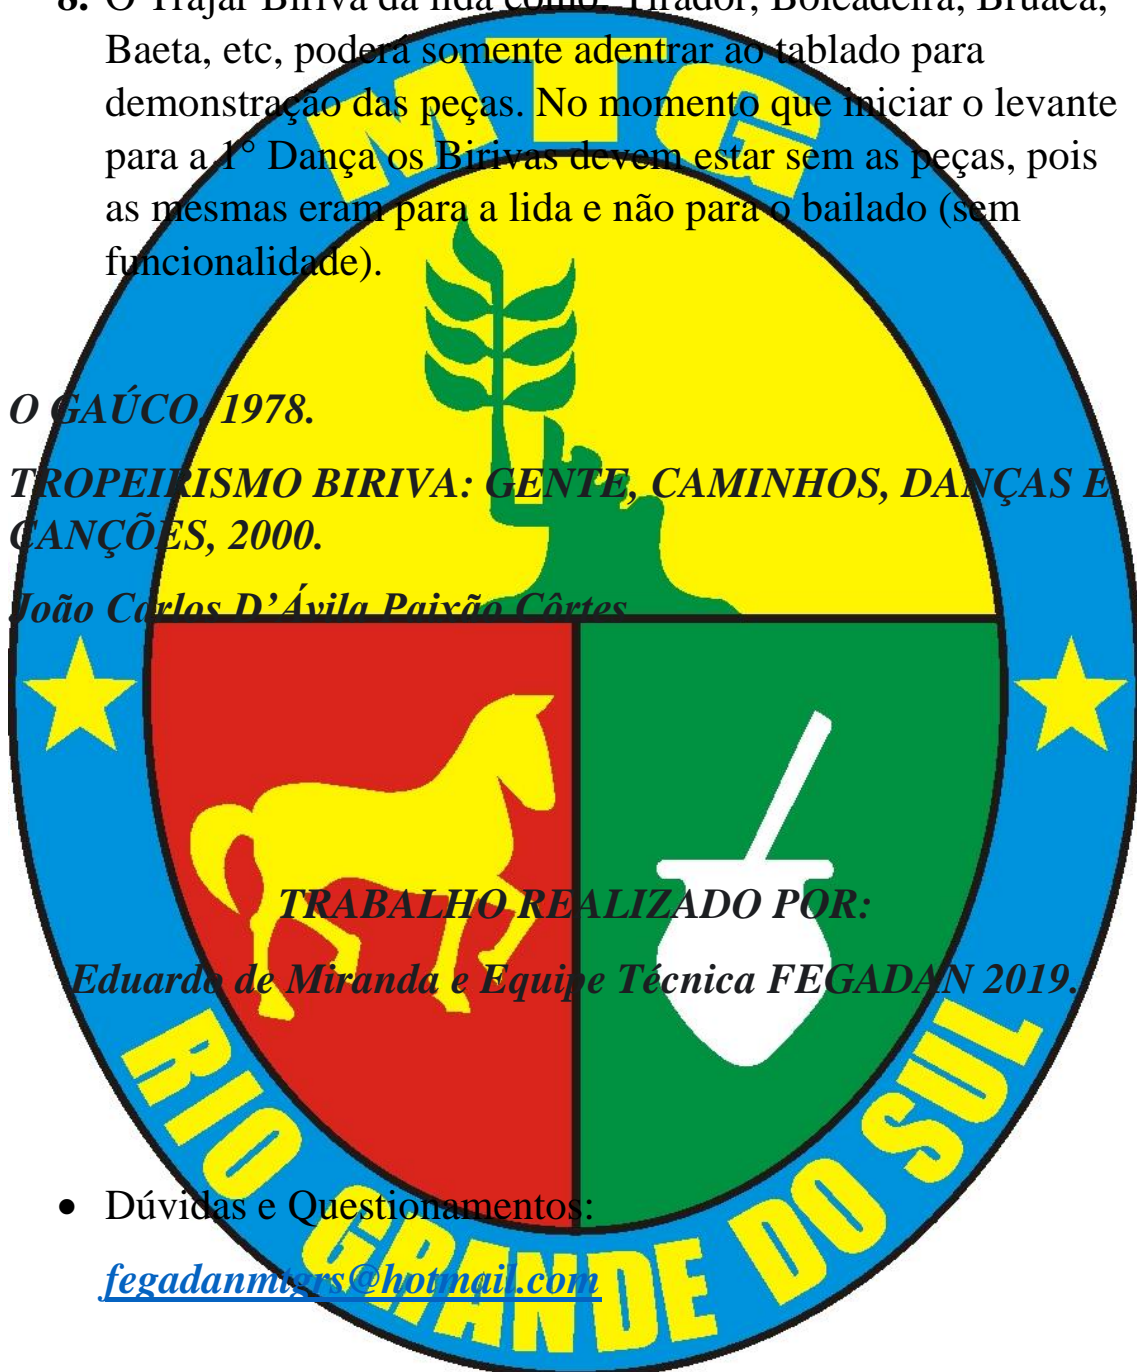 8. O Trajar Biriva da lida como: Tirador, Boleadeira, Bruaca,
Baeta, etc, poderá somente adentrar ao tablado para
demonstração das peças. No momento que iniciar o levante
para a 1° Dança os Birivas devem estar sem as peças, pois
as mesmas eram para a lida e não para o bailado (sem
funcionalidade).
O GAÚCO, 1978.
TROPEIRISMO BIRIVA: GENTE, CAMINHOS, DANÇAS E
CANÇÕES, 2000.
João Carlos D’Ávila Paixão Côrtes
TRABALHO REALIZADO POR:
Eduardo de Miranda e Equipe Técnica FEGADAN 2019.
• Dúvidas e Questionamentos:
fegadanmtgrs@hotmail.com
MTG
RIO GRANDE DO SUL